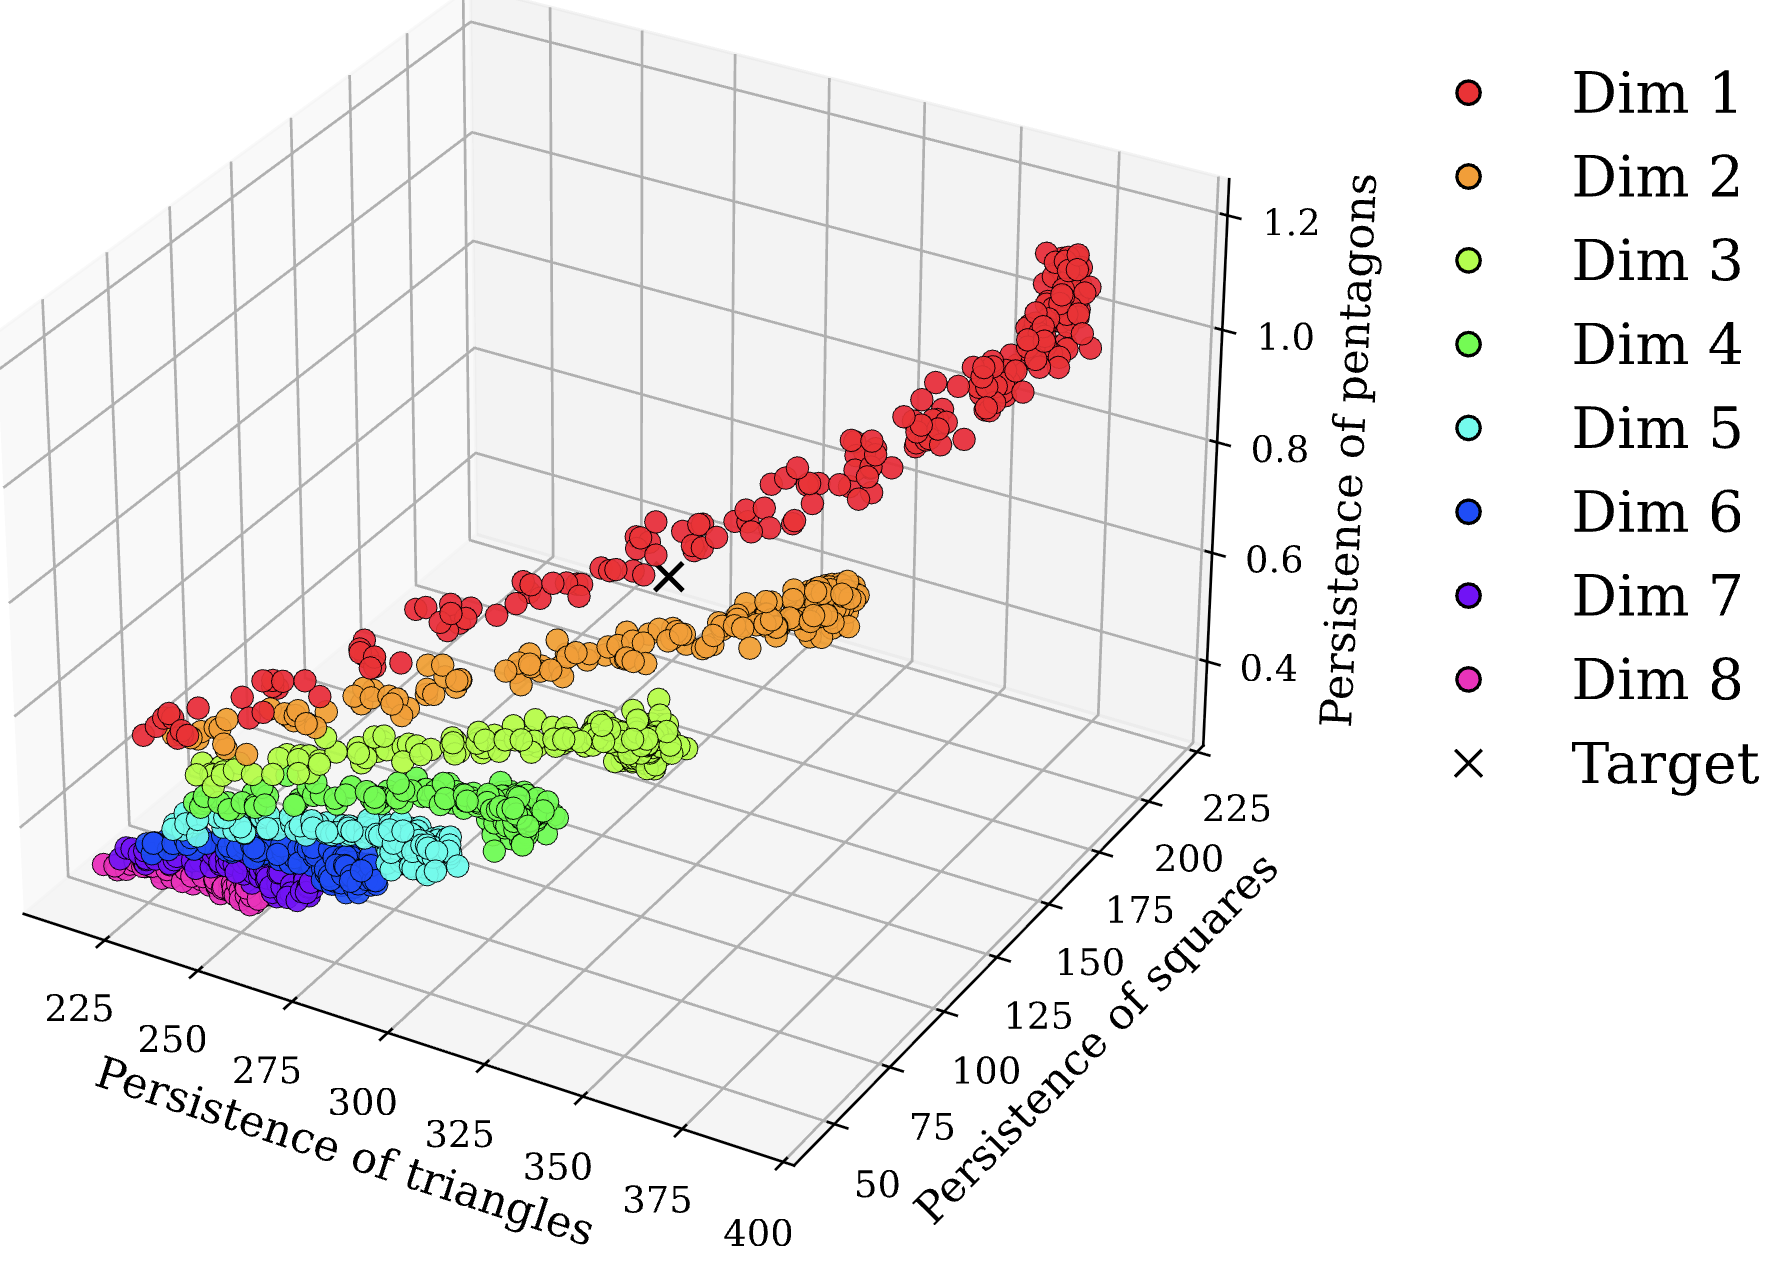 Dim 1
Dim 2
Dim 3
Dim 4
Dim 5
Dim 6
Dim 7
Dim 8
Target
Persistence of pentagons
1.2
1.0
0.8
0.6
0.4
Persistence of squares
225
200
175
150
125
100
75
50
Persistence of triangles
225
250
275
300
325
350
375
400